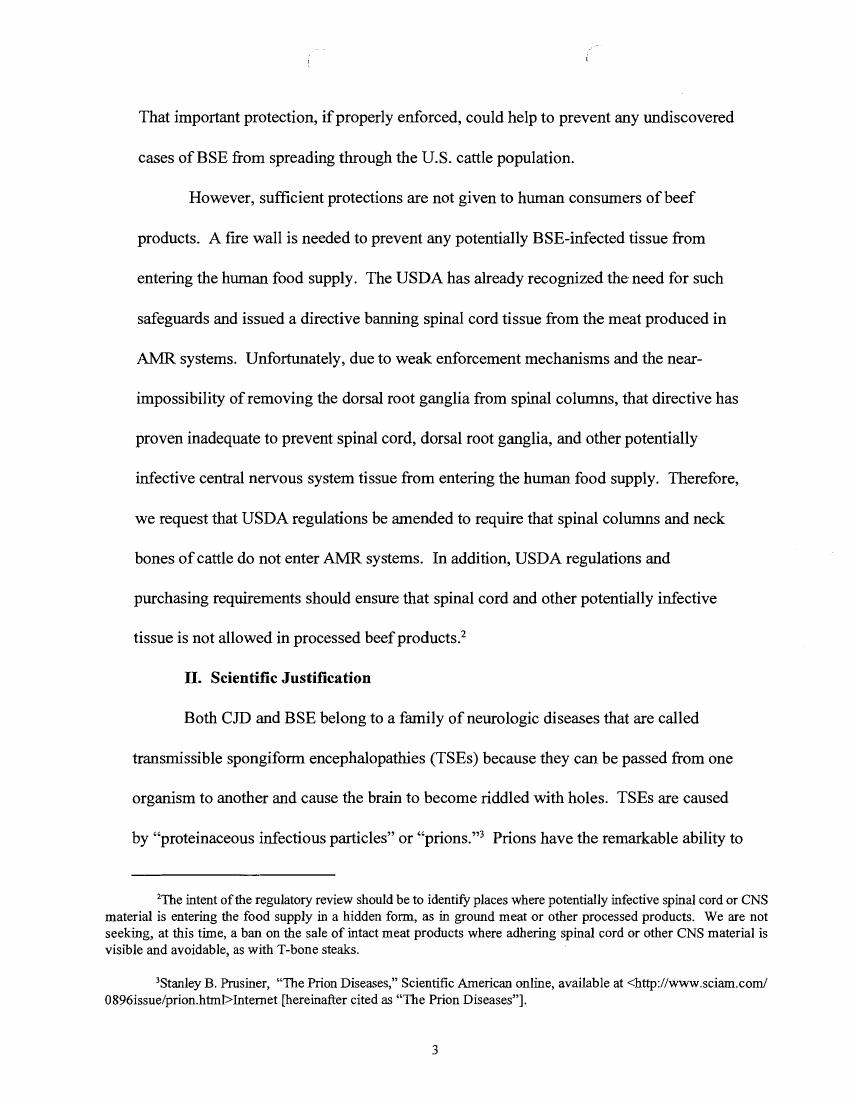 That important protection, if properly enforced, could help to prevent any undiscovered
cases of BSE from spreading through the U.S. cattle population.
However, sufficient protections are not given to human consumers of beef
products. A fire wall is needed to prevent any potentially BSE-infected tissue from
entering the human food supply. The USDA has already recognized the need for such
safeguards and issued a directive banning spinal cord tissue from the meat produced in
AMR systems. Unfortunately, due to weak enforcement mechanisms and the near-
impossibility of removing the dorsal root ganglia from spinal columns, that directive has
proven inadequate to prevent spinal cord, dorsal root ganglia, and other potentially
infective central nervous system tissue from entering the human food supply. Therefore,
we request that USDA regulations be amended to require that spinal columns and neck
bones of cattle do not enter AMR systems. In addition, USDA regulations and
purchasing requirements should ensure that spinal cord and other potentially infective
tissue is not allowed in processed beef products.²
II. Scientific Justification
Both CJD and BSE belong to a family of neurologic diseases that are called
transmissible spongiform encephalopathies (TSEs) because they can be passed from one
organism to another and cause the brain to become riddled with holes. TSEs are caused
by “proteinaceous infectious particles” or “prions.”³ Prions have the remarkable ability to
²The intent of the regulatory review should be to identify places where potentially infective spinal cord or CNS
material is entering the food supply in a hidden form, as in ground meat or other processed products. We are not
seeking, at this time, a ban on the sale of intact meat products where adhering spinal cord or other CNS material is
visible and avoidable, as with T-bone steaks.
³Stanley B. Prusiner, “The Prion Diseases,” Scientific American online, available at <http://www.sciam.com/
0896issue/prion.html>Internet [hereinafter cited as “The Prion Diseases”].
3